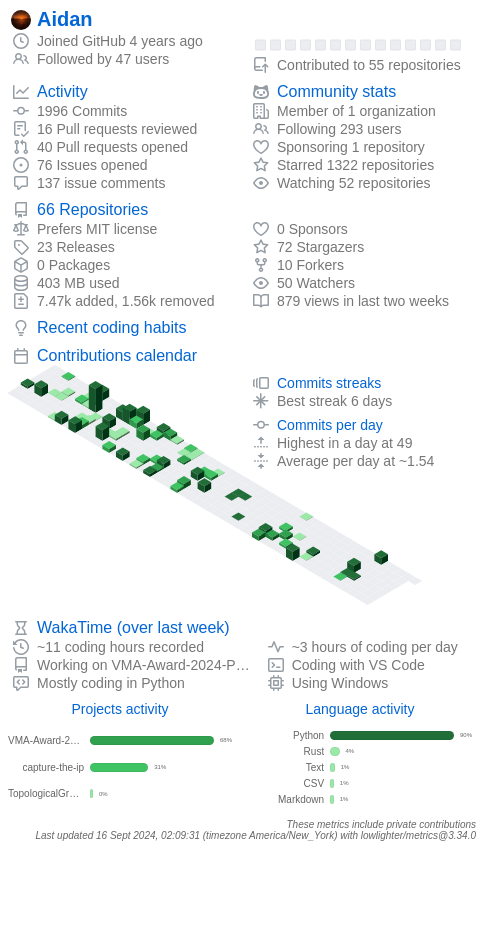 Aidan
Joined GitHub 4 years ago
Followed by 47 users
Contributed to 55 repositories
Activity
1996 Commits
16 Pull requests reviewed
40 Pull requests opened
76 Issues opened
137 issue comments
Community stats
Member of 1 organization
Following 293 users
Sponsoring 1 repository
Starred 1322 repositories
Watching 52 repositories
66 Repositories
Prefers MIT license
23 Releases
0 Packages
403 MB used
7.47k added, 1.56k removed
0 Sponsors
72 Stargazers
10 Forkers
50 Watchers
879 views in last two weeks
Recent coding habits
Contributions calendar
Commits streaks
Best streak 6 days
Commits per day
Highest in a day at 49
Average per day at ~1.54
WakaTime (over last week)
~11 coding hours recorded
Working on VMA-Award-2024-P…
Mostly coding in Python
~3 hours of coding per day
Coding with VS Code
Using Windows
Projects activity
VMA-Award-2… 68%
capture-the-ip 31%
TopologicalGr… 0%
Language activity
Python 90%
Rust 4%
Text 1%
CSV 1%
Markdown 1%
These metrics include private contributions
Last updated 16 Sept 2024, 02:09:31 (timezone America/New_York) with lowlighter/metrics@3.34.0